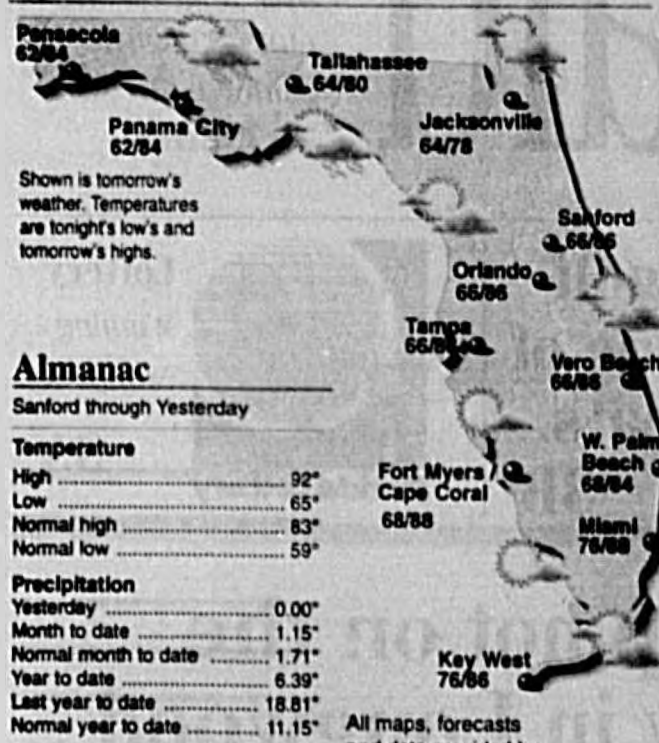 Pensacola
62/84
Tallahassee
64/80
Jacksonville
64/78
Panama City
62/84
Shown is tomorrow's
weather. Temperatures
are tonight's low's and
tomorrow's highs.
Sanford
66/86
Orlando
66/86
Tampa
Vero Beach
66/86
W. Palm
Beach
68/84
Fort Myers /
Cape Coral
68/88
Miami
76/88
Key West
76/86
Almanac
Sanford through Yesterday
Temperature
High .......................... 92°
Low .......................... 65°
Normal high .......................... 83°
Normal low .......................... 59°
Precipitation
Yesterday .......................... 0.00"
Month to date .......................... 1.15"
Normal month to date ............ 1.71"
Year to date .......................... 6.39"
Last year to date .................. 18.81"
Normal year to date ............ 11.15"
All maps, forecasts